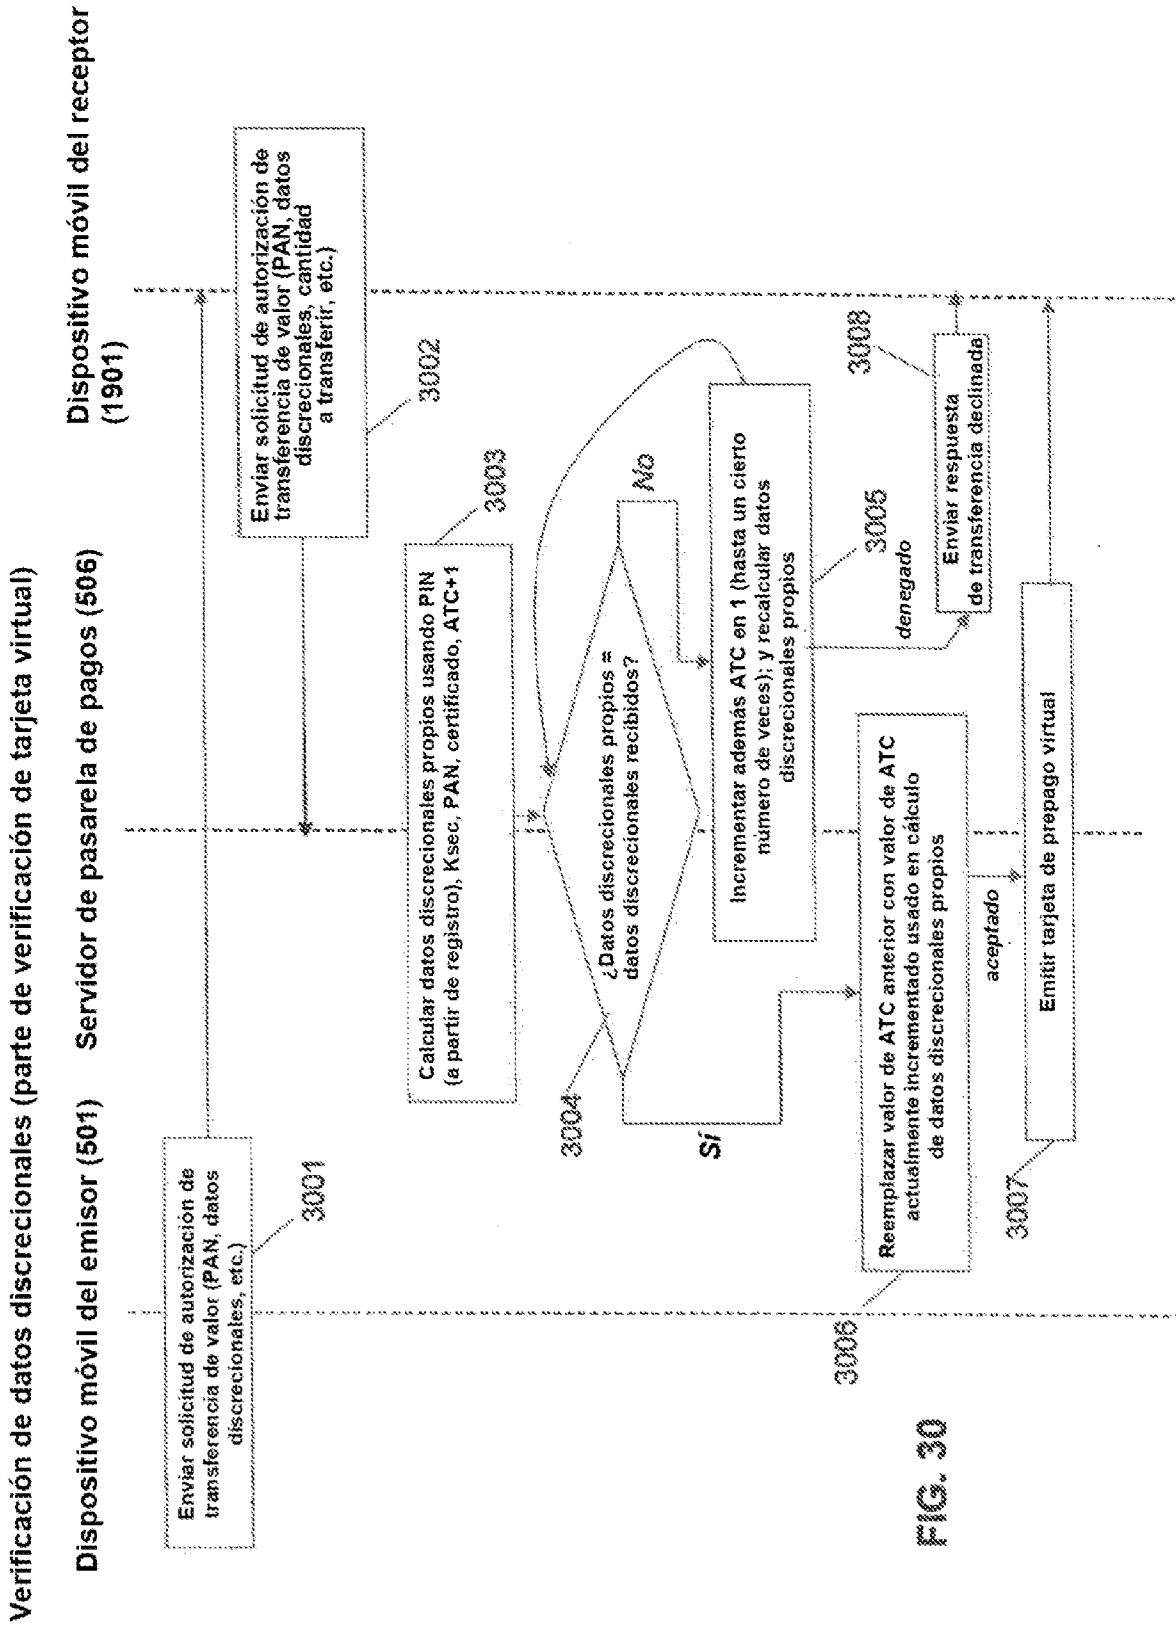 Verificación de datos discrecionales (parte de verificación de tarjeta virtual)
Dispositivo móvil del emisor (501)
Servidor de pasarela de pagos (506)
Dispositivo móvil del receptor
(1901)
Enviar solicitud de autorización de
transferencia de valor (PAN, datos
discrecionales, etc.)
3001
Enviar solicitud de autorización de
transferencia de valor (PAN, datos
discrecionales, cantidad
a transferir, etc.)
3002
3003
Calcular datos discrecionales propios usando PIN
(a partir de registro), Ksec, PAN, certificado, ATC+1
3004
¿Datos discrecionales propios =
datos discrecionales recibidos?
No
Sí
Incrementar además ATC en 1 (hasta un cierto
número de veces); y recalcular datos
discrecionales propios
3005
denegado
3008
Enviar respuesta
de transferencia declinada
Reemplazar valor de ATC anterior con valor de ATC
actualmente incrementado usado en cálculo
de datos discrecionales propios
3006
aceptado
Emitir tarjeta de prepago virtual
3007
FIG. 30